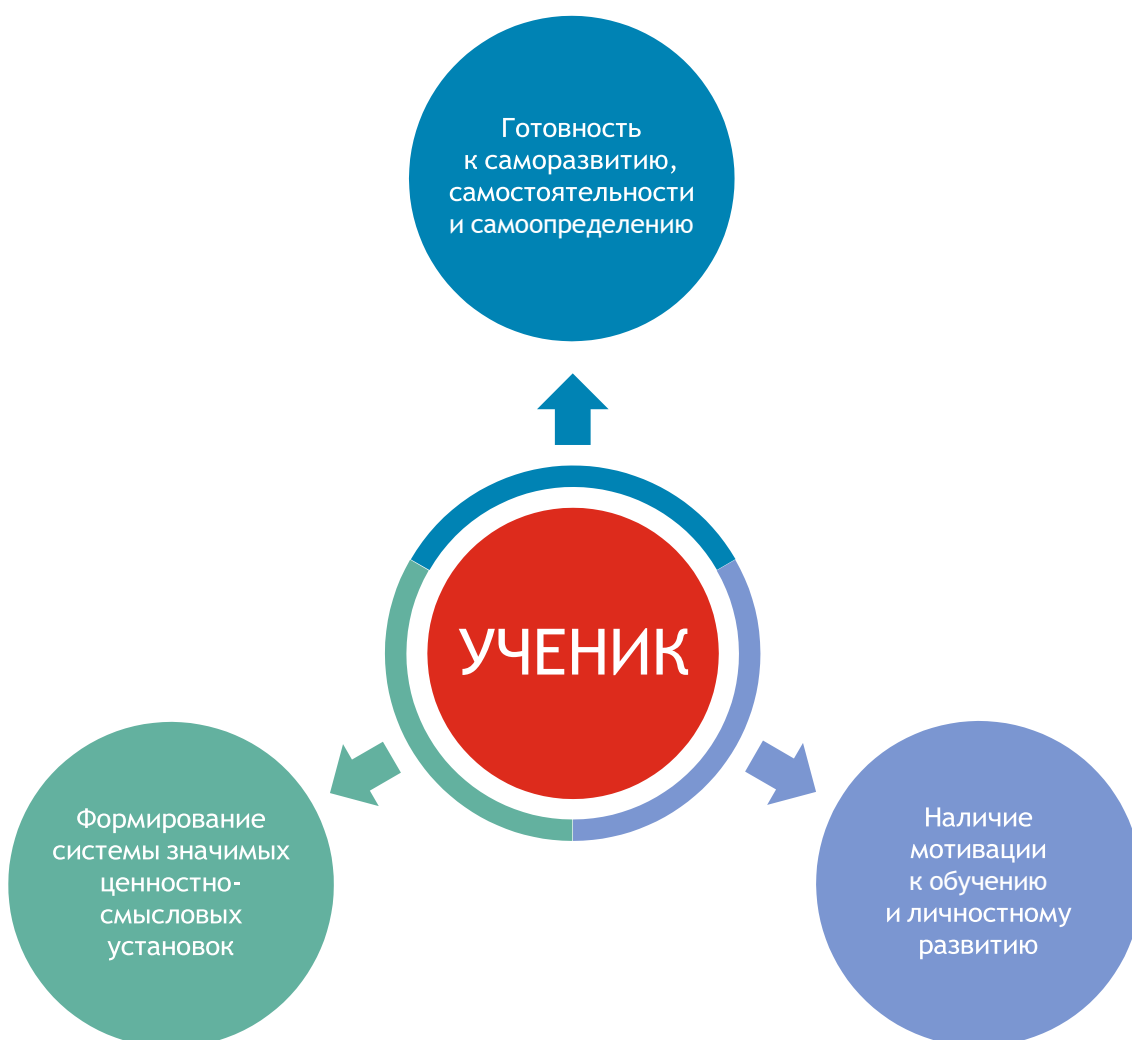 Готовность
к саморазвитию,
самостоятельности
и самоопределению
УЧЕНИК
Формирование
системы значимых
ценностно-
смысловых
установок
Наличие
мотивации
к обучению
и личностному
развитию